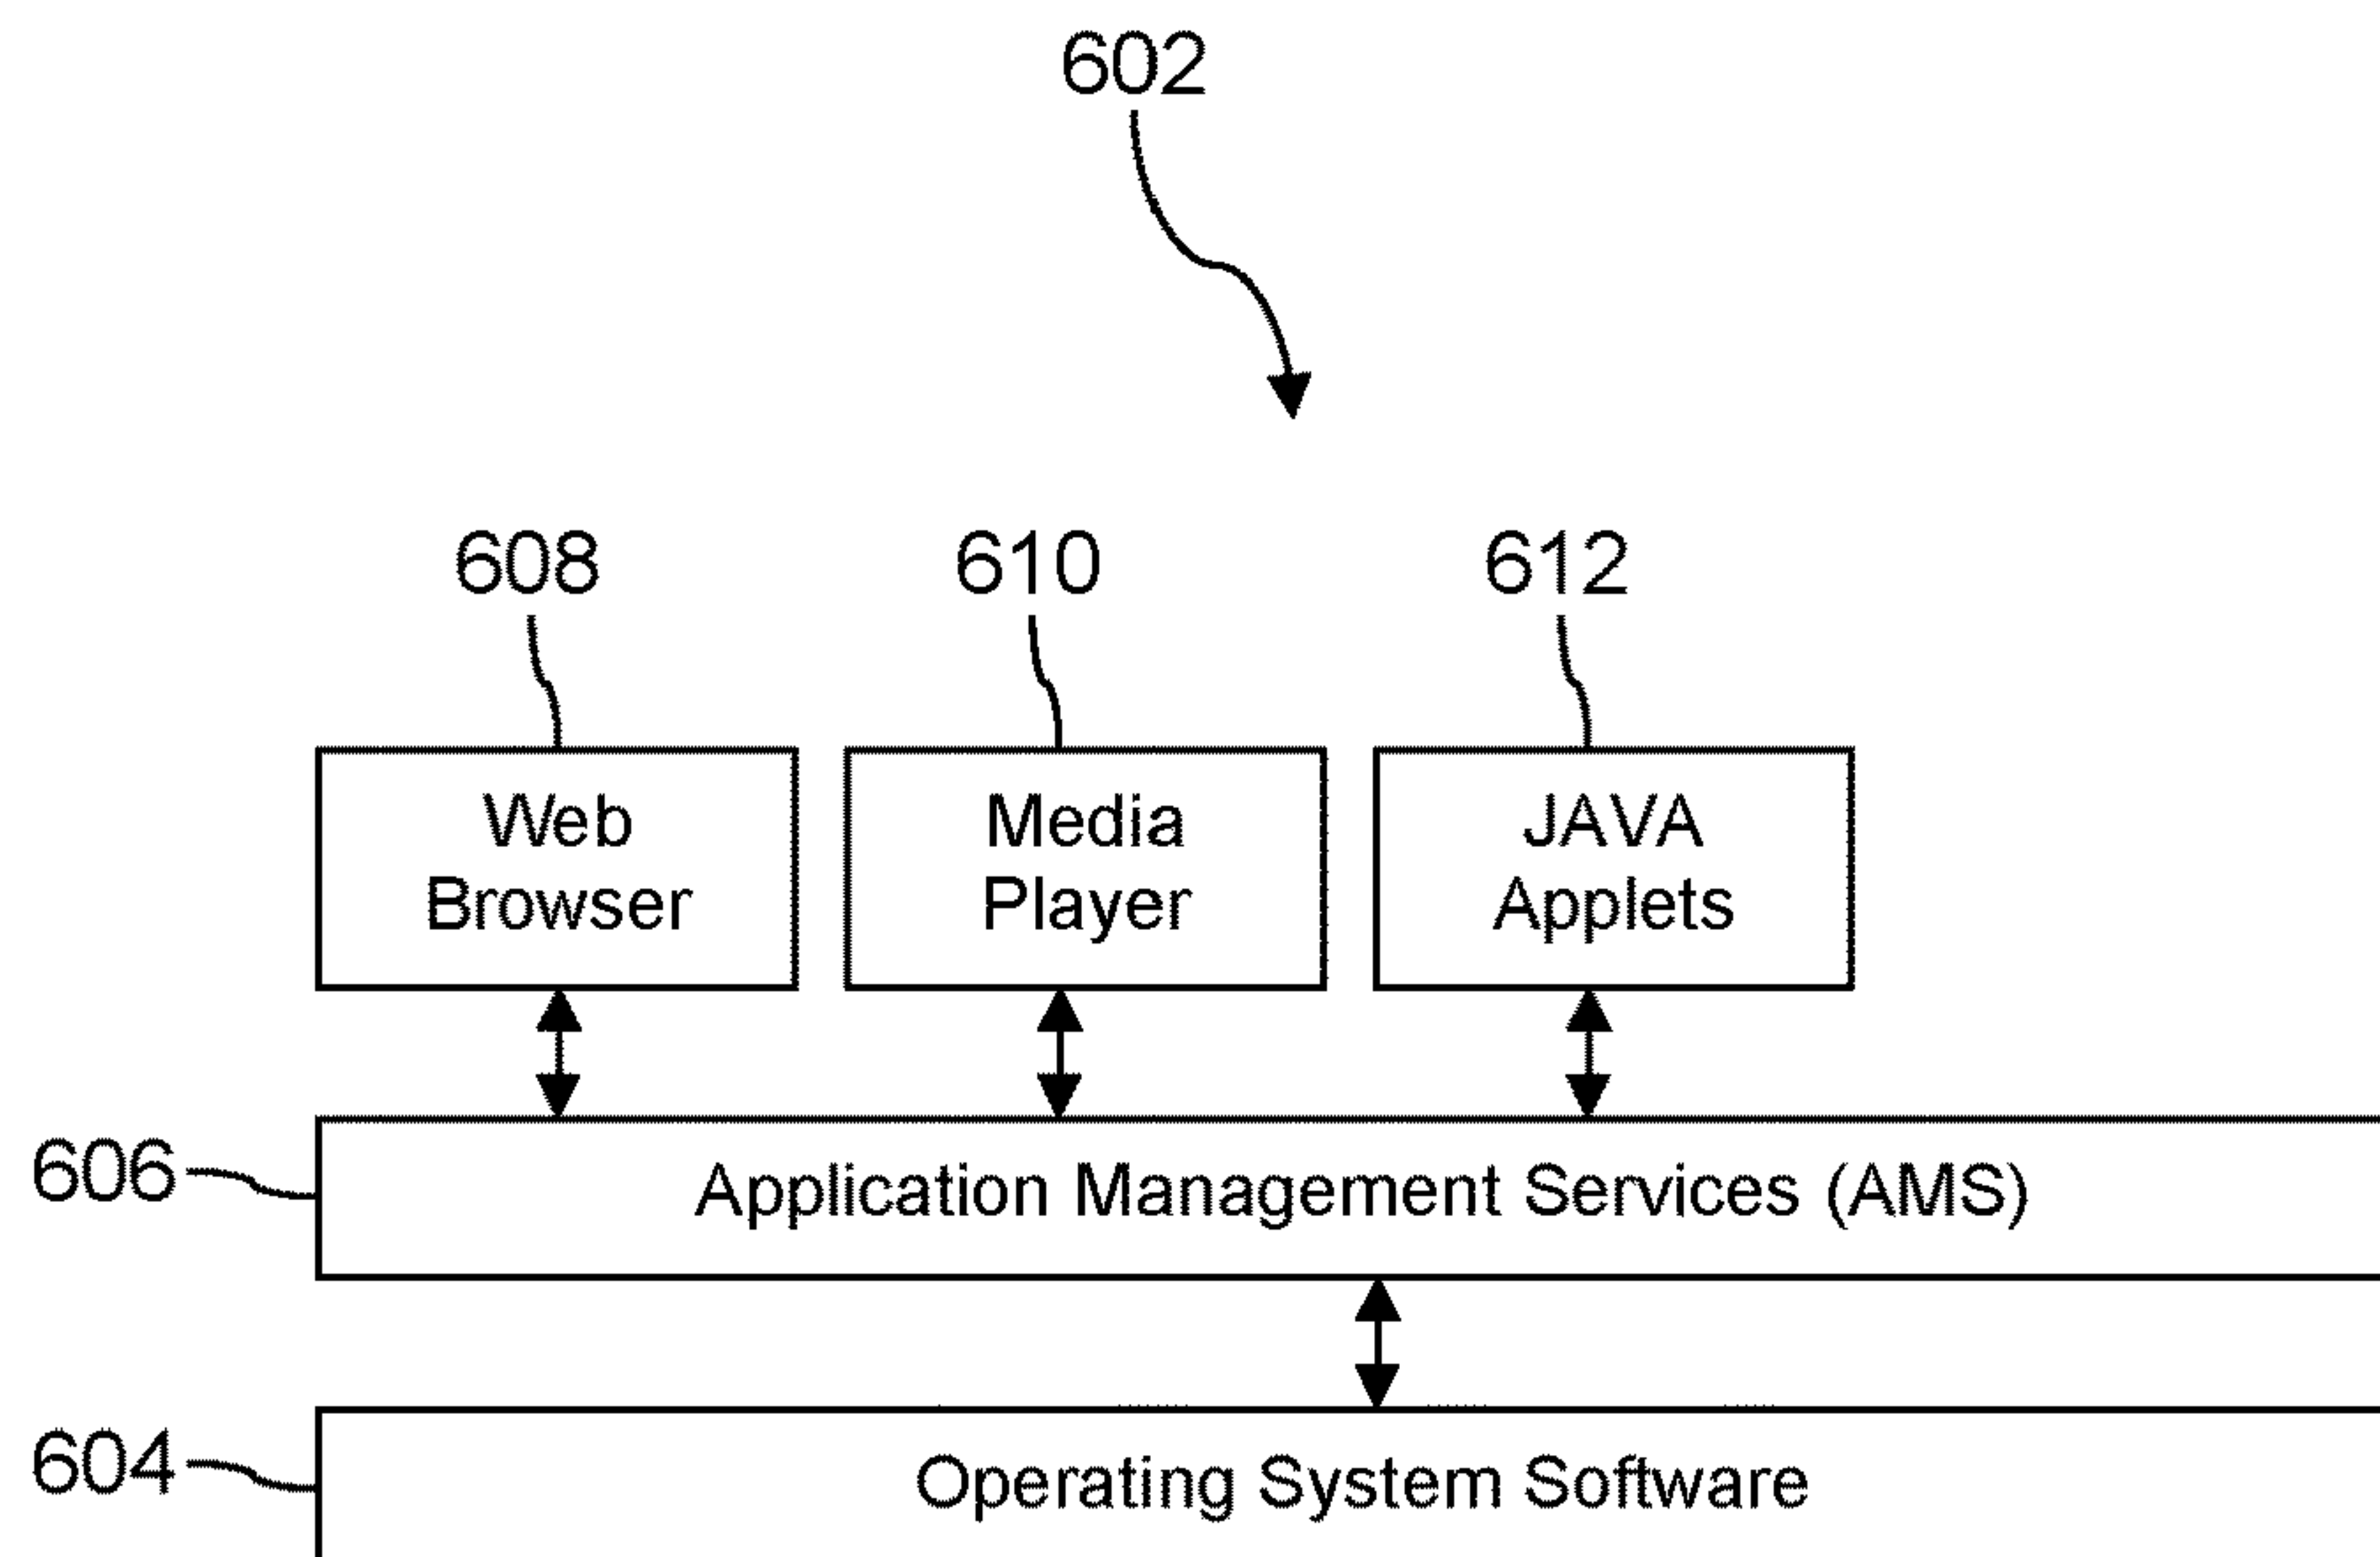 602
608
610
612
Web
Browser
Media
Player
JAVA
Applets
606
Application Management Services (AMS)
604
Operating System Software